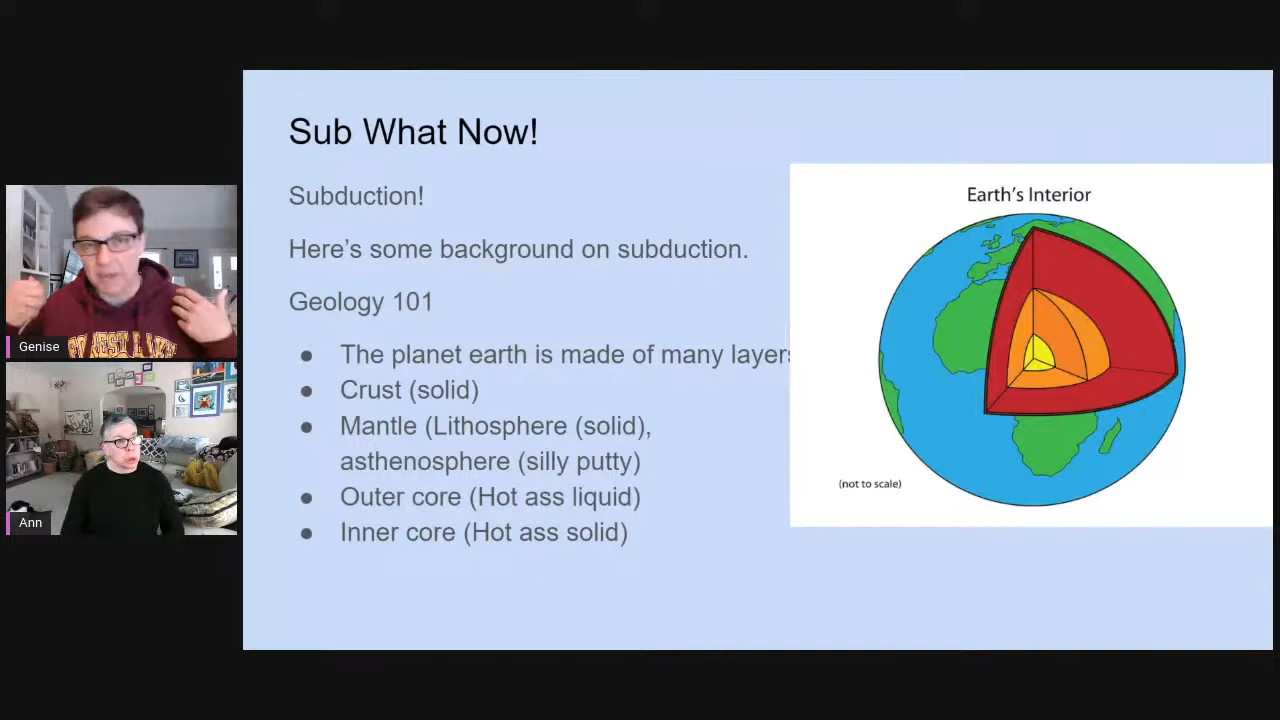 Sub What Now!
Subduction!
Here's some background on subduction.
Geology 101
● The planet earth is made of many layers
● Crust (solid)
● Mantle (Lithosphere (solid),
asthenosphere (silly putty)
● Outer core (Hot ass liquid)
● Inner core (Hot ass solid)
Earth's Interior
(not to scale)
Genise
Ann